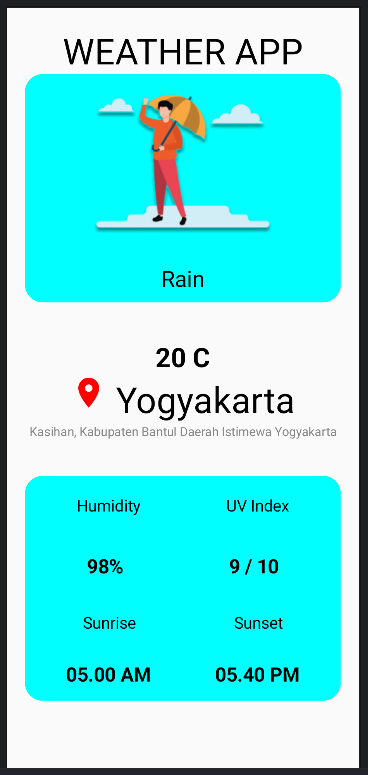 WEATHER APP
Rain
20 C
Yogyakarta
Kasihan, Kabupaten Bantul Daerah Istimewa Yogyakarta
Humidity UV Index
98% 9 / 10
Sunrise Sunset
05.00 AM 05.40 PM